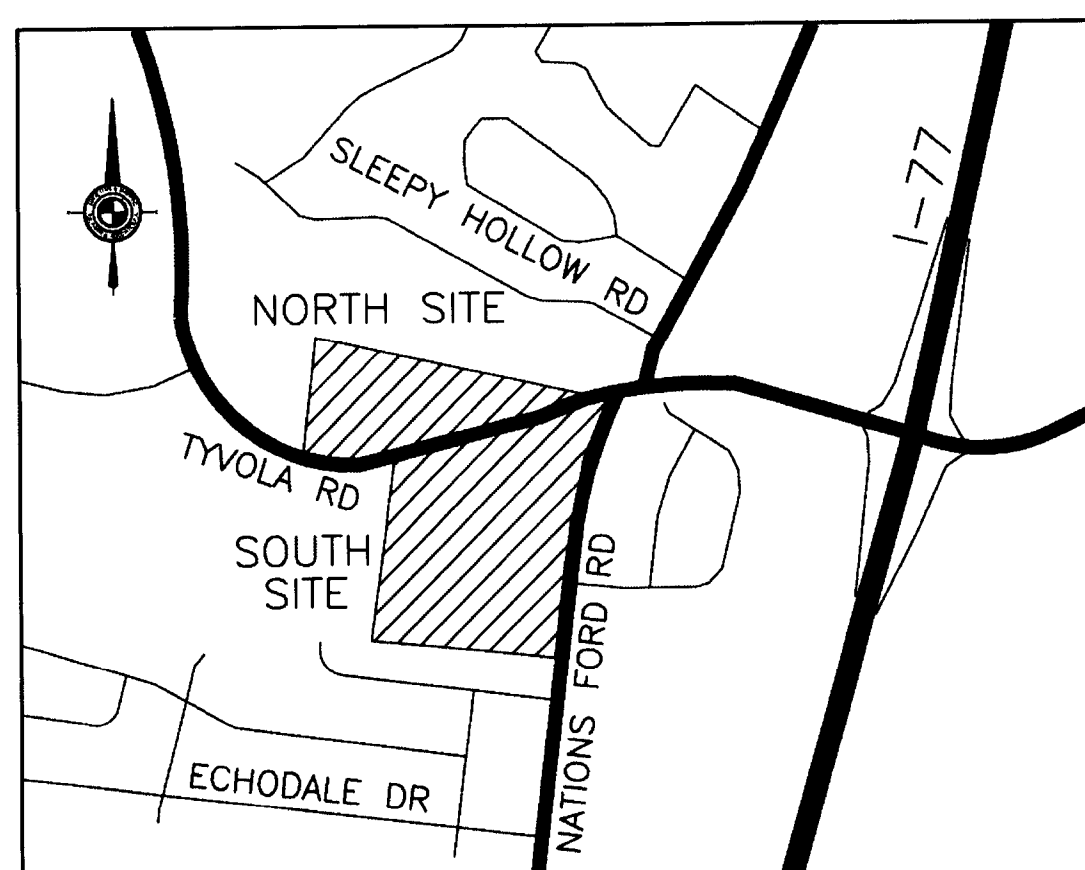 I-77
SLEEPY HOLLOW RD
NORTH SITE
TYVOLA RD
SOUTH
SITE
NATIONS FORD RD
ECHODALE DR